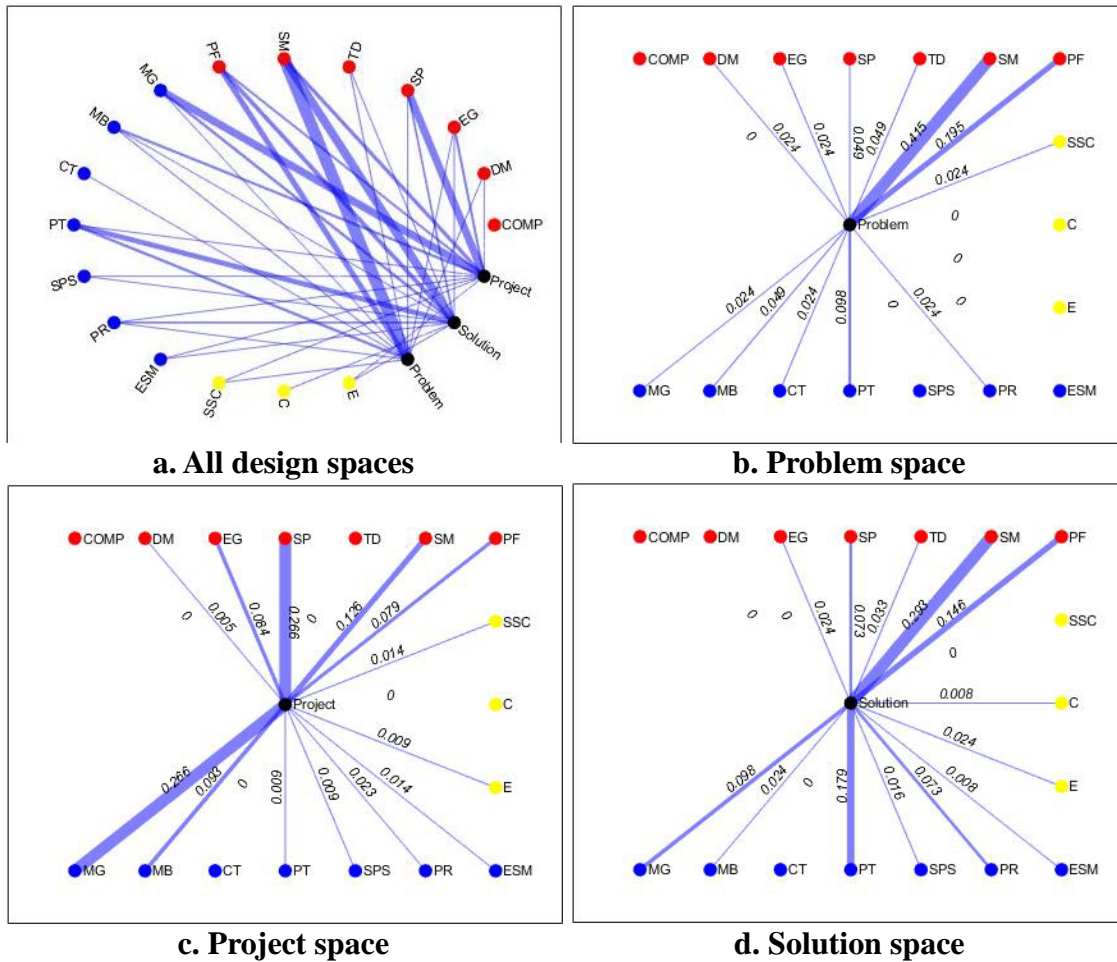 SM
TD
PF
SP
MG
EG
MB
DM
CT
COMP
PT
Project
SPS
Solution
PR
Problem
ESM
SSC
C
E
a. All design spaces
COMP DM EG SP TD SM PF
SSC
0 0.024 0.024 0.049 0.049 0.415 0.195
0.024
0
Problem
C
0
0
E
0.024 0.049 0.024 0.098 0 0.024
MG MB CT PT SPS PR ESM
b. Problem space
COMP DM EG SP TD SM PF
SSC
0 0.005 0.084 0.266 0 0.126 0.079
0.014
0
Project
C
0.009
E
0.266 0.093 0 0.009 0.009 0.023 0.014
MG MB CT PT SPS PR ESM
c. Project space
COMP DM EG SP TD SM PF
SSC
0 0 0.024 0.073 0.033 0.293 0.146
0
0.008
Solution
C
0.024
E
0.098 0.024 0 0.179 0.016 0.073 0.008
MG MB CT PT SPS PR ESM
d. Solution space